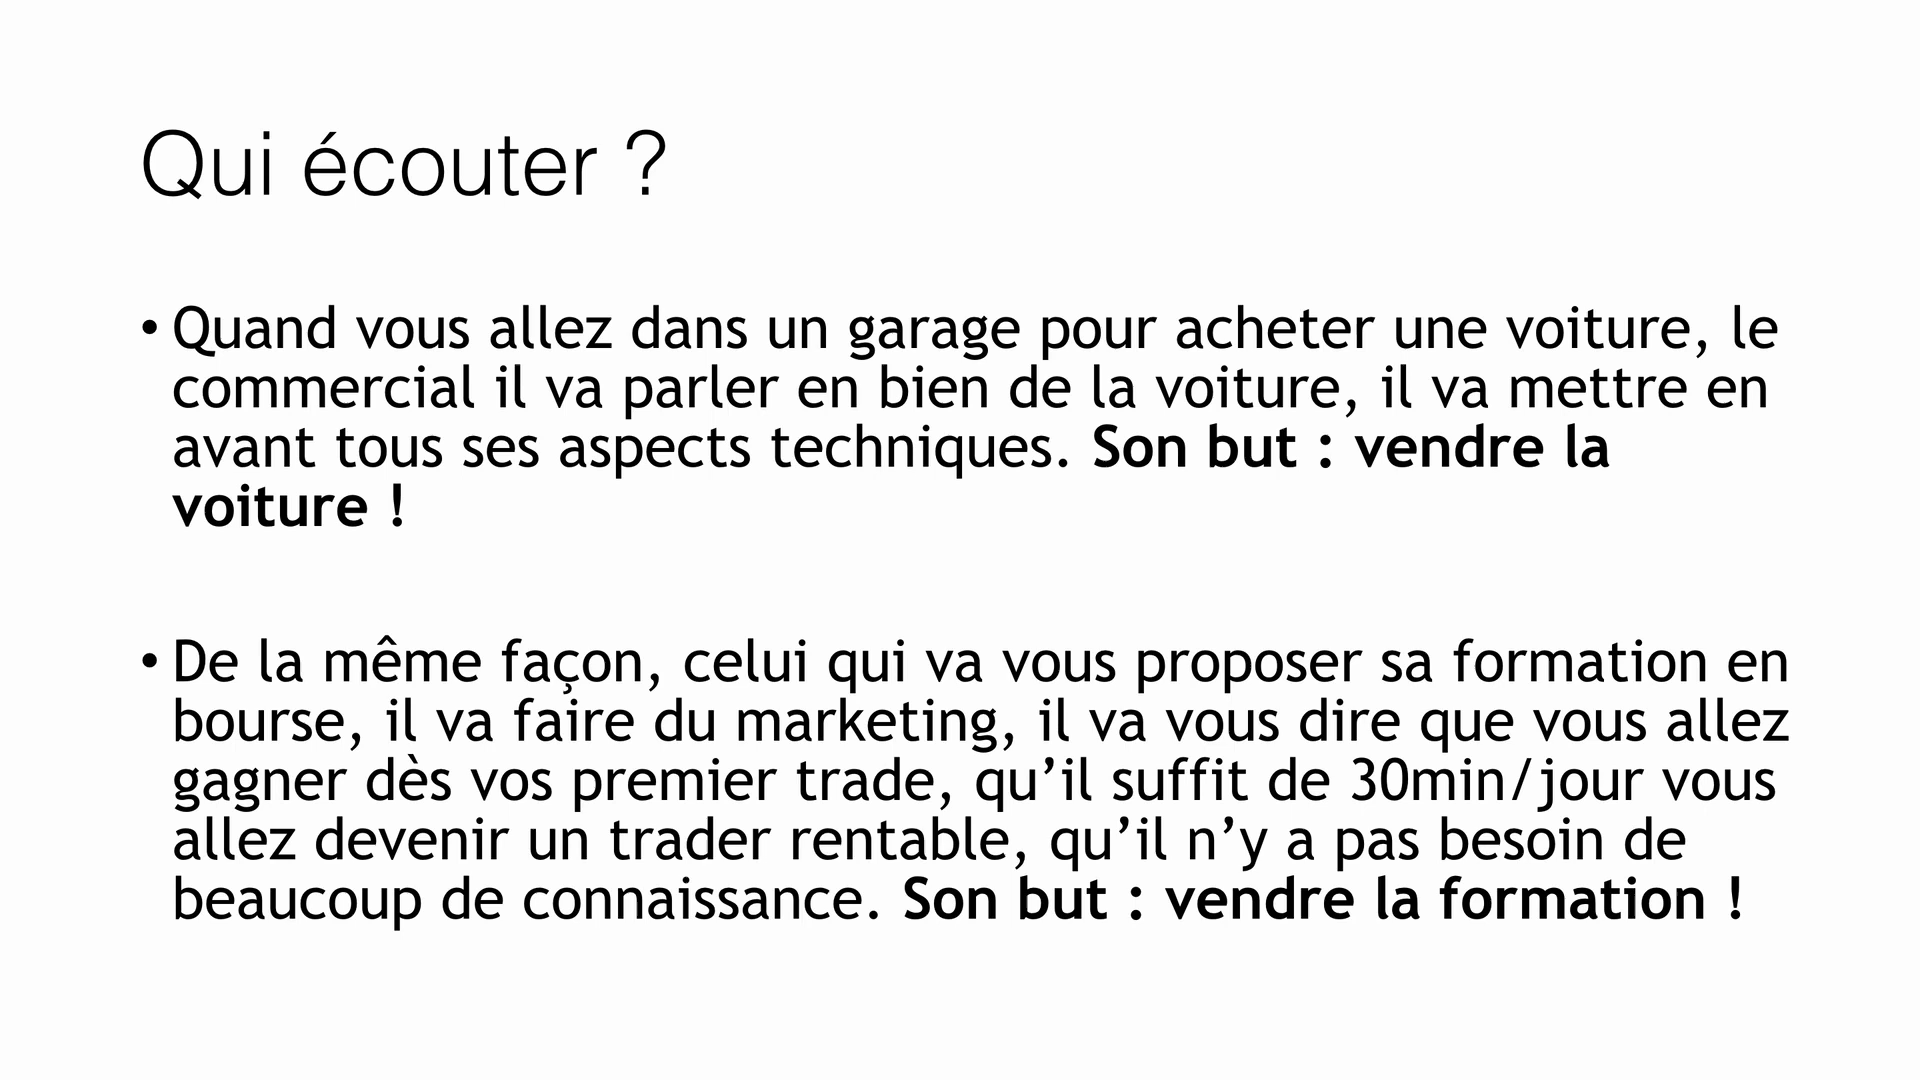 Qui écouter ?
• Quand vous allez dans un garage pour acheter une voiture, le
commercial il va parler en bien de la voiture, il va mettre en
avant tous ses aspects techniques. Son but : vendre la
voiture !
• De la même façon, celui qui va vous proposer sa formation en
bourse, il va faire du marketing, il va vous dire que vous allez
gagner dès vos premier trade, qu’il suffit de 30min/jour vous
allez devenir un trader rentable, qu’il n’y a pas besoin de
beaucoup de connaissance. Son but : vendre la formation !